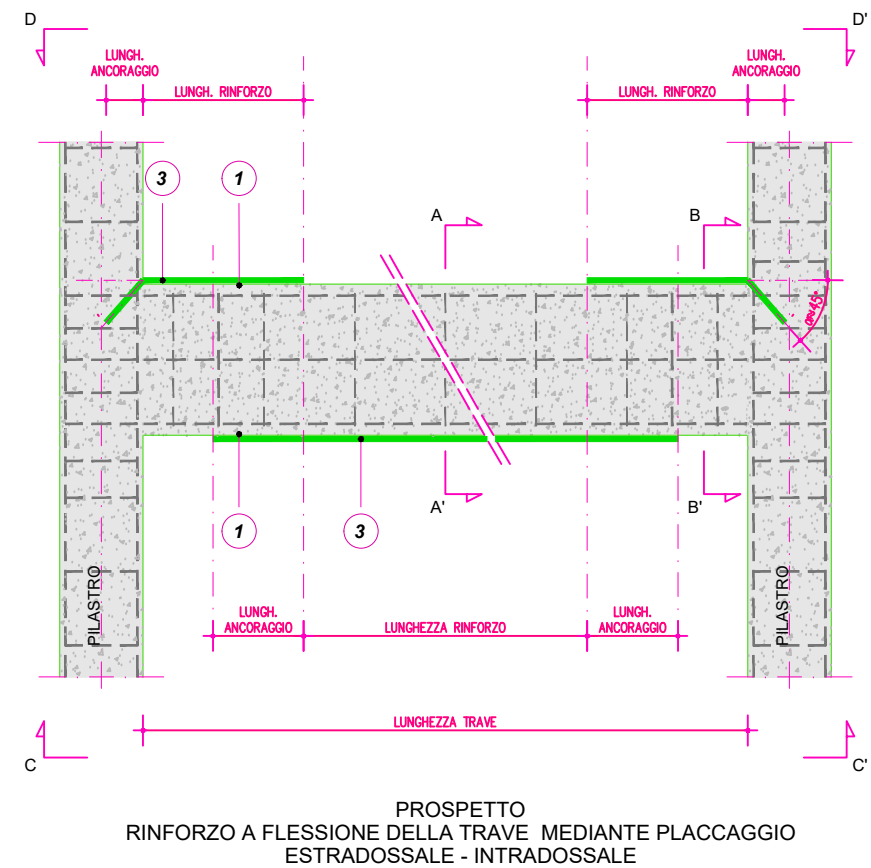 D
D'
LUNGH.
ANCORAGGIO
LUNGH. RINFORZO
LUNGH. RINFORZO
LUNGH.
ANCORAGGIO
3
1
A
B
α≈45°
A'
B'
1
3
PILASTRO
PILASTRO
LUNGH.
ANCORAGGIO
LUNGHEZZA RINFORZO
LUNGH.
ANCORAGGIO
LUNGHEZZA TRAVE
C
C'
PROSPETTO
RINFORZO A FLESSIONE DELLA TRAVE MEDIANTE PLACCAGGIO
ESTRADOSSALE - INTRADOSSALE